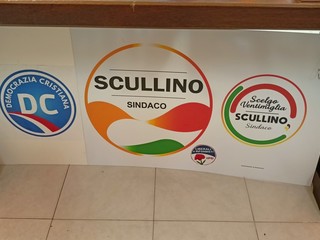 DEMOCRAZIA CRISTIANA
DC
SCULLINO
SINDACO
Scelgo
Ventimiglia
SCULLINO
Sindaco